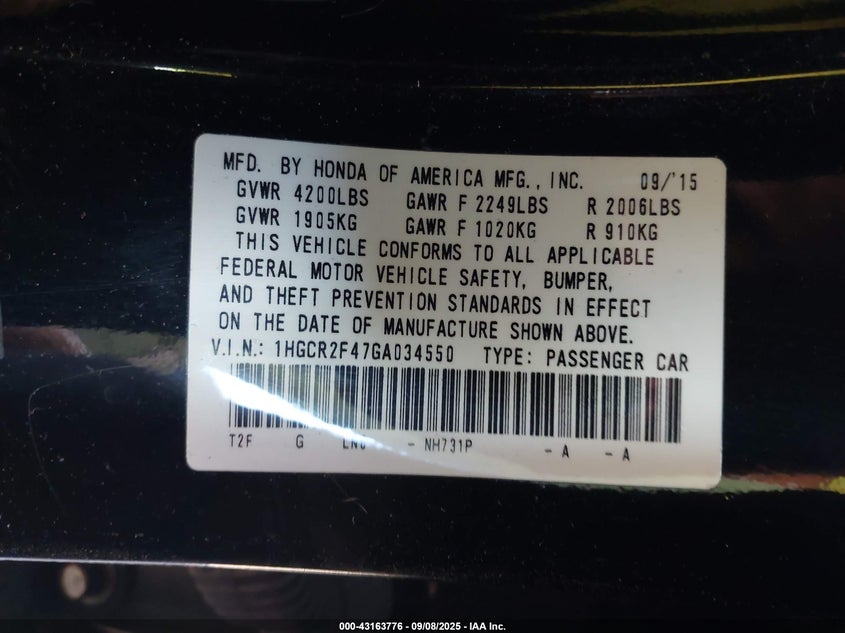 MFD. BY HONDA OF AMERICA MFG., INC. 09/'15
GVWR 4200LBS GAWR F 2249LBS R 2006LBS
GVWR 1905KG GAWR F 1020KG R 910KG
THIS VEHICLE CONFORMS TO ALL APPLICABLE
FEDERAL MOTOR VEHICLE SAFETY, BUMPER,
AND THEFT PREVENTION STANDARDS IN EFFECT
ON THE DATE OF MANUFACTURE SHOWN ABOVE.
V.I.N.: 1HGCR2F47GA034550 TYPE: PASSENGER CAR
T2F G - NH731P - A - A
000-43163776 - 09/08/2025 - IAA Inc.